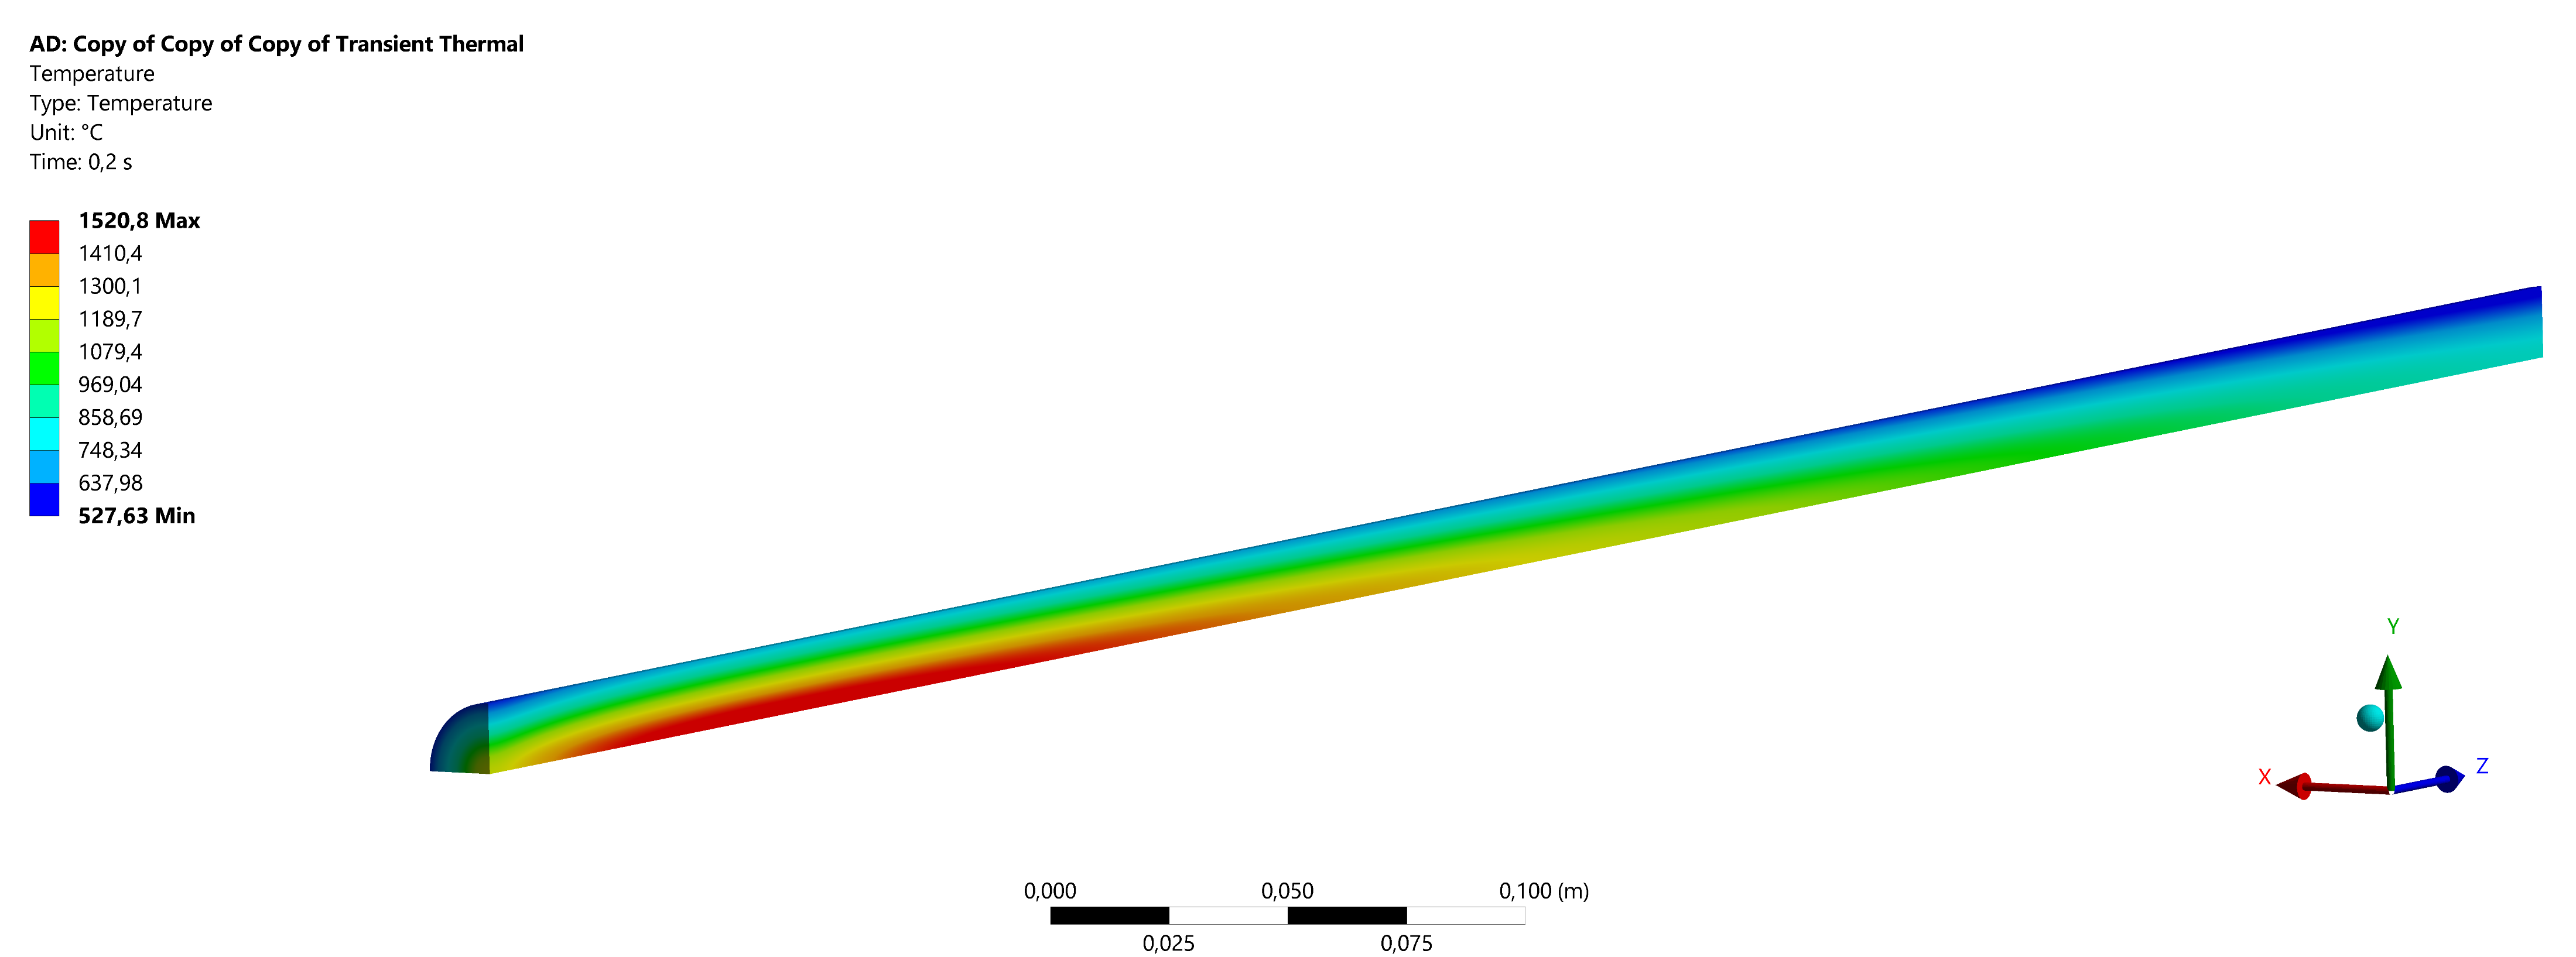 AD: Copy of Copy of Copy of Transient Thermal
Temperature
Type: Temperature
Unit: °C
Time: 0,2 s
1520,8 Max
1410,4
1300,1
1189,7
1079,4
969,04
858,69
748,34
637,98
527,63 Min
Y
X
Z
0,000
0,050
0,100 (m)
0,025
0,075